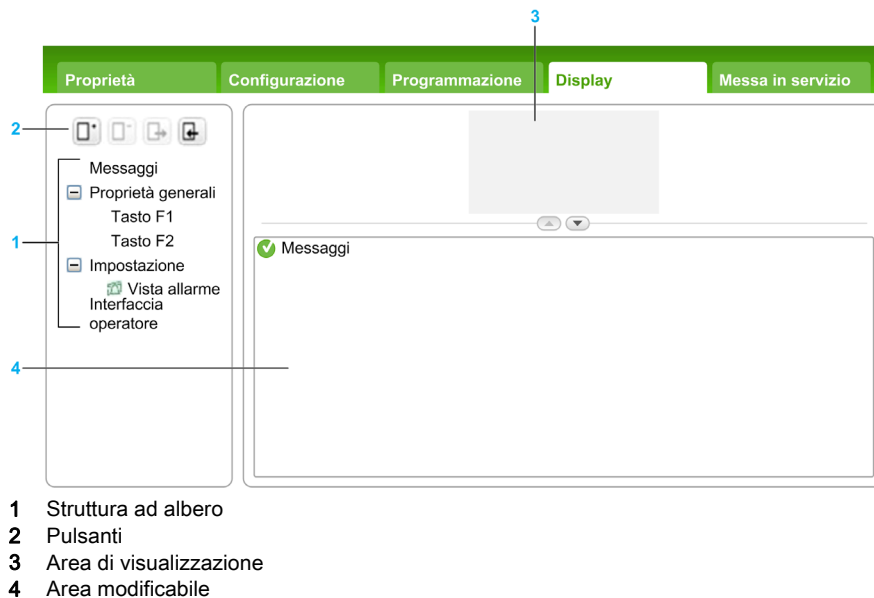 3
Proprietà Configurazione Programmazione Display Messa in servizio
2
Messaggi
Proprietà generali
Tasto F1
1
Tasto F2
Impostazione
Vista allarme
Interfaccia
operatore
Messaggi
4
1 Struttura ad albero
2 Pulsanti
3 Area di visualizzazione
4 Area modificabile